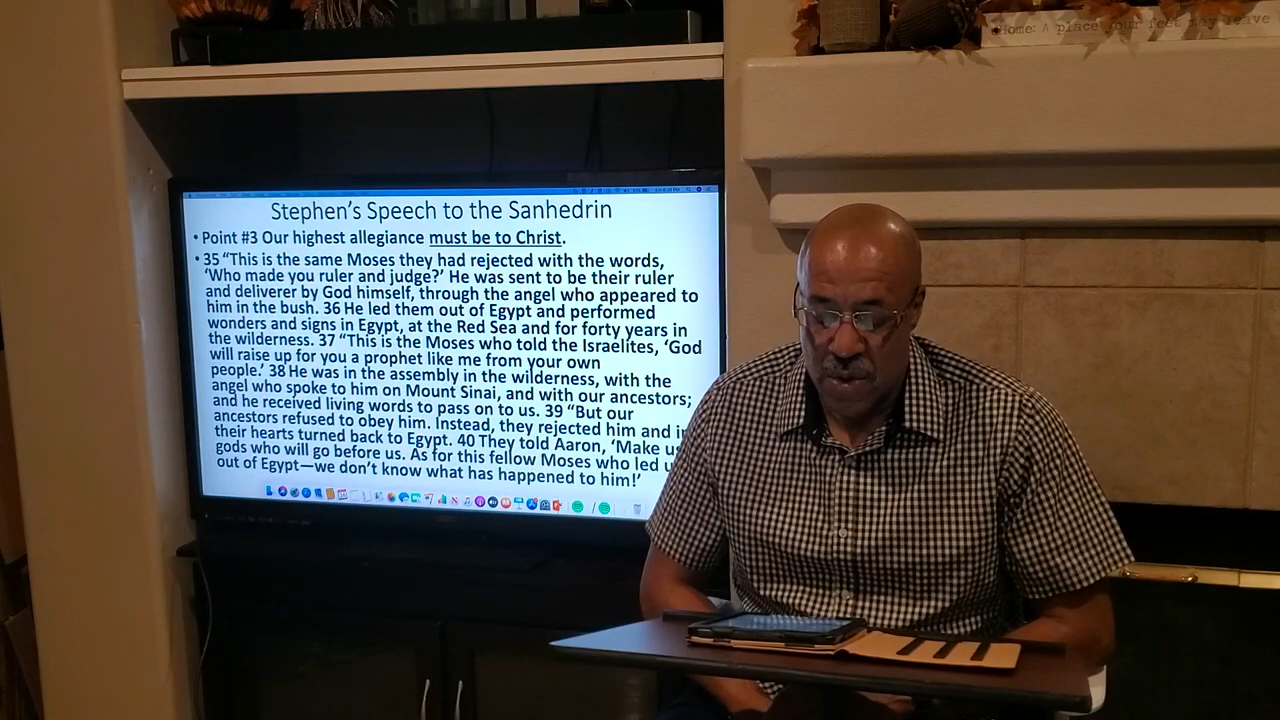 Home: A place your feet may leave
Stephen's Speech to the Sanhedrin
• Point #3 Our highest allegiance must be to Christ.
• 35 “This is the same Moses they had rejected with the words,
‘Who made you ruler and judge?’ He was sent to be their ruler
and deliverer by God himself, through the angel who appeared to
him in the bush. 36 He led them out of Egypt and performed
wonders and signs in Egypt, at the Red Sea and for forty years in
the wilderness. 37 “This is the Moses who told the Israelites, ‘God
will raise up for you a prophet like me from your own
people.’ 38 He was in the assembly in the wilderness, with the
angel who spoke to him on Mount Sinai, and with our ancestors;
and he received living words to pass on to us. 39 “But our
ancestors refused to obey him. Instead, they rejected him and in
their hearts turned back to Egypt. 40 They told Aaron, ‘Make us
gods who will go before us. As for this fellow Moses who led u
out of Egypt—we don’t know what has happened to him!’